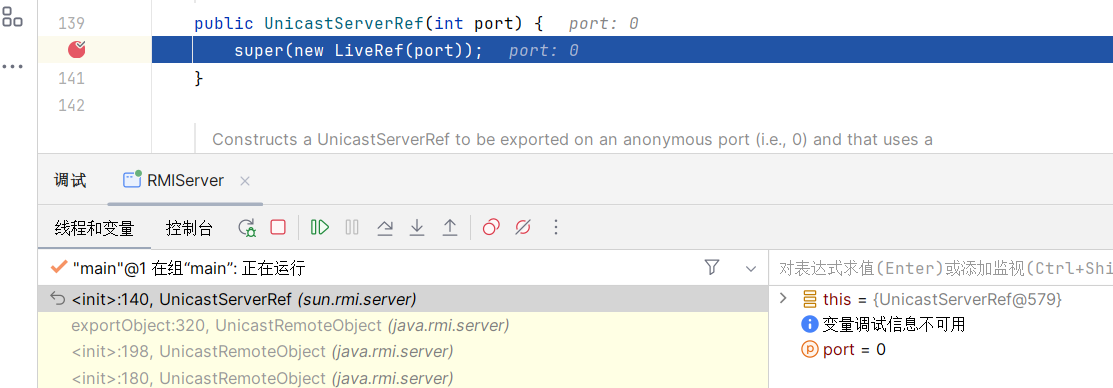 139 public UnicastServerRef(int port) { port: 0
super(new LiveRef(port)); port: 0
141 }
142
Constructs a UnicastServerRef to be exported on an anonymous port (i.e., 0) and that uses a
调试 RMIServer
线程和变量 控制台
"main"@1 在组“main”: 正在运行
对表达式求值(Enter)或添加监视(Ctrl+Shi
<init>:140, UnicastServerRef (sun.rmi.server)
this = {UnicastServerRef@579}
exportObject:320, UnicastRemoteObject (java.rmi.server)
变量调试信息不可用
<init>:198, UnicastRemoteObject (java.rmi.server)
port = 0
<init>:180, UnicastRemoteObject (java.rmi.server)